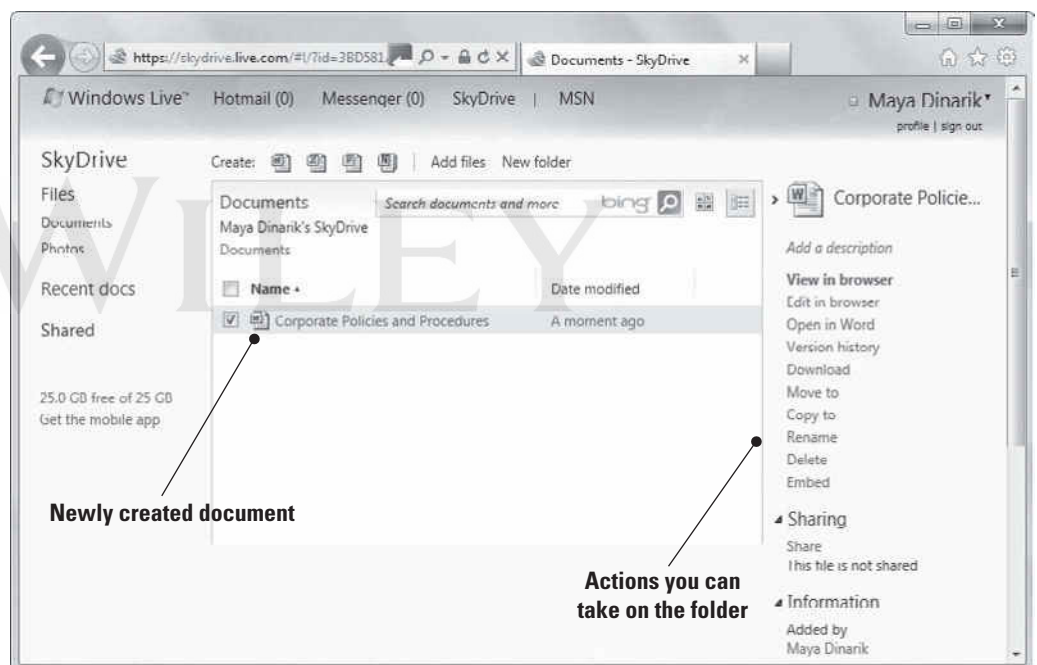 https://skydrive.live.com/#!/?id=3BD581
Documents - SkyDrive
Windows Live™ Hotmail (0) Messenger (0) SkyDrive | MSN
Maya Dinarik
profile | sign out
SkyDrive
Files
Documents
Photos
Recent docs
Shared
25.0 GB free of 25 GB
Get the mobile app
Create: Add files New folder
Documents
Search documents and more bing
Maya Dinarik's SkyDrive
Documents
Name Date modified
Corporate Policies and Procedures A moment ago
Corporate Policie...
Add a description
View in browser
Edit in browser
Open in Word
Version history
Download
Move to
Copy to
Rename
Delete
Embed
Sharing
Share
This file is not shared
Information
Added by
Maya Dinarik
Newly created document
Actions you can
take on the folder
WILEY